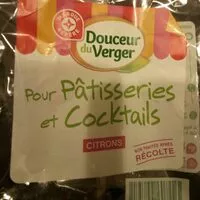 Douceur
du Verger
Pour Pâtisseries
et Cocktails
CITRONS
RÉCOLTE